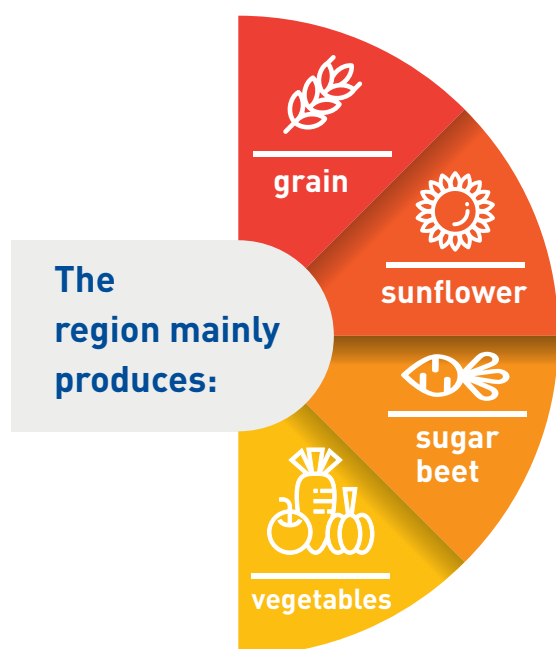 The
region mainly
produces:
grain
sunflower
sugar
beet
vegetables